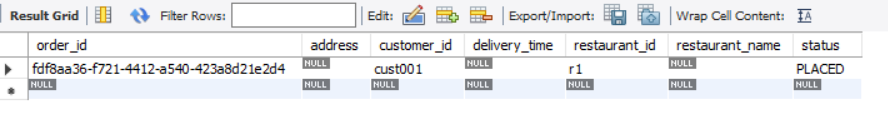 Result Grid Filter Rows: Edit: Export/Import: Wrap Cell Content: IA
order_id address customer_id delivery_time restaurant_id restaurant_name status
fdf8aa36-f721-4412-a540-423a8d21e2d4 NULL cust001 NULL r1 NULL PLACED
NULL NULL NULL NULL NULL NULL NULL